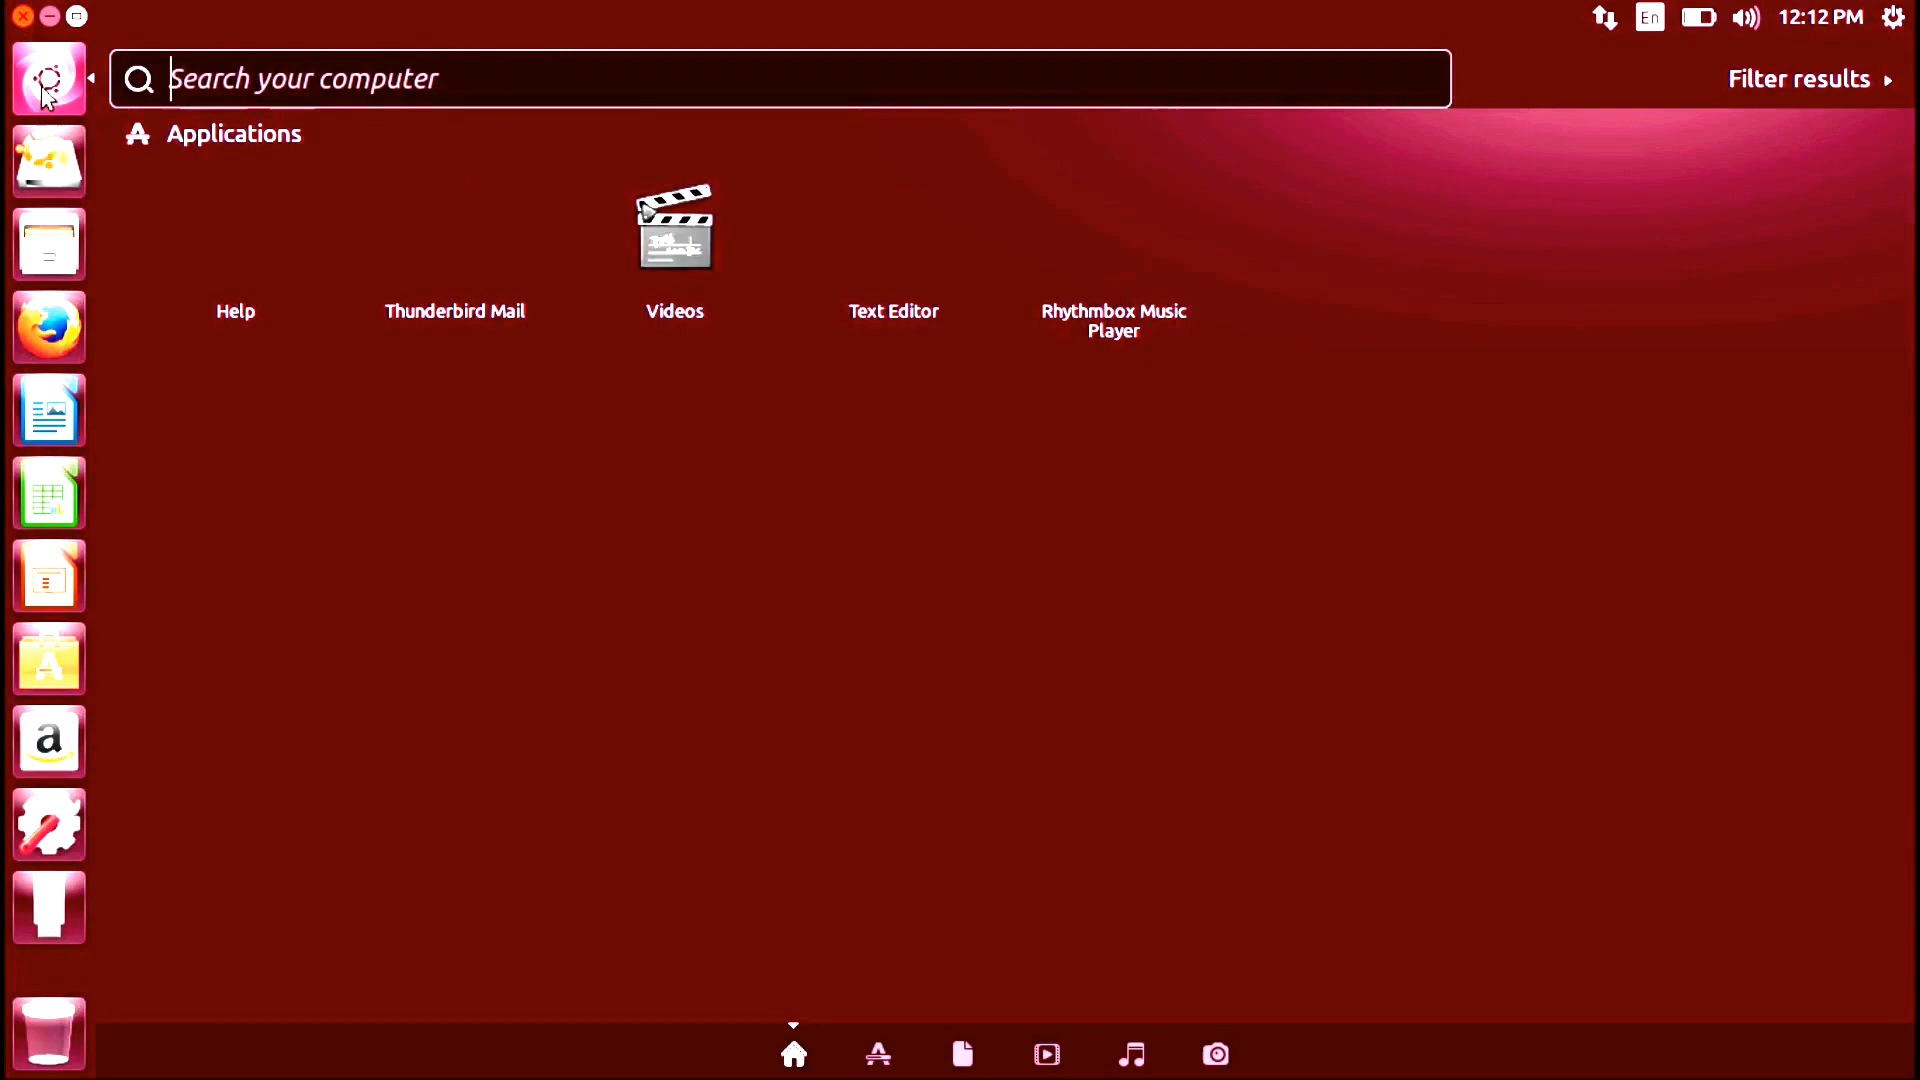 En 12:12 PM
Search your computer
Filter results
Applications
Help
Thunderbird Mail
Videos
Text Editor
Rhythmbox Music
Player